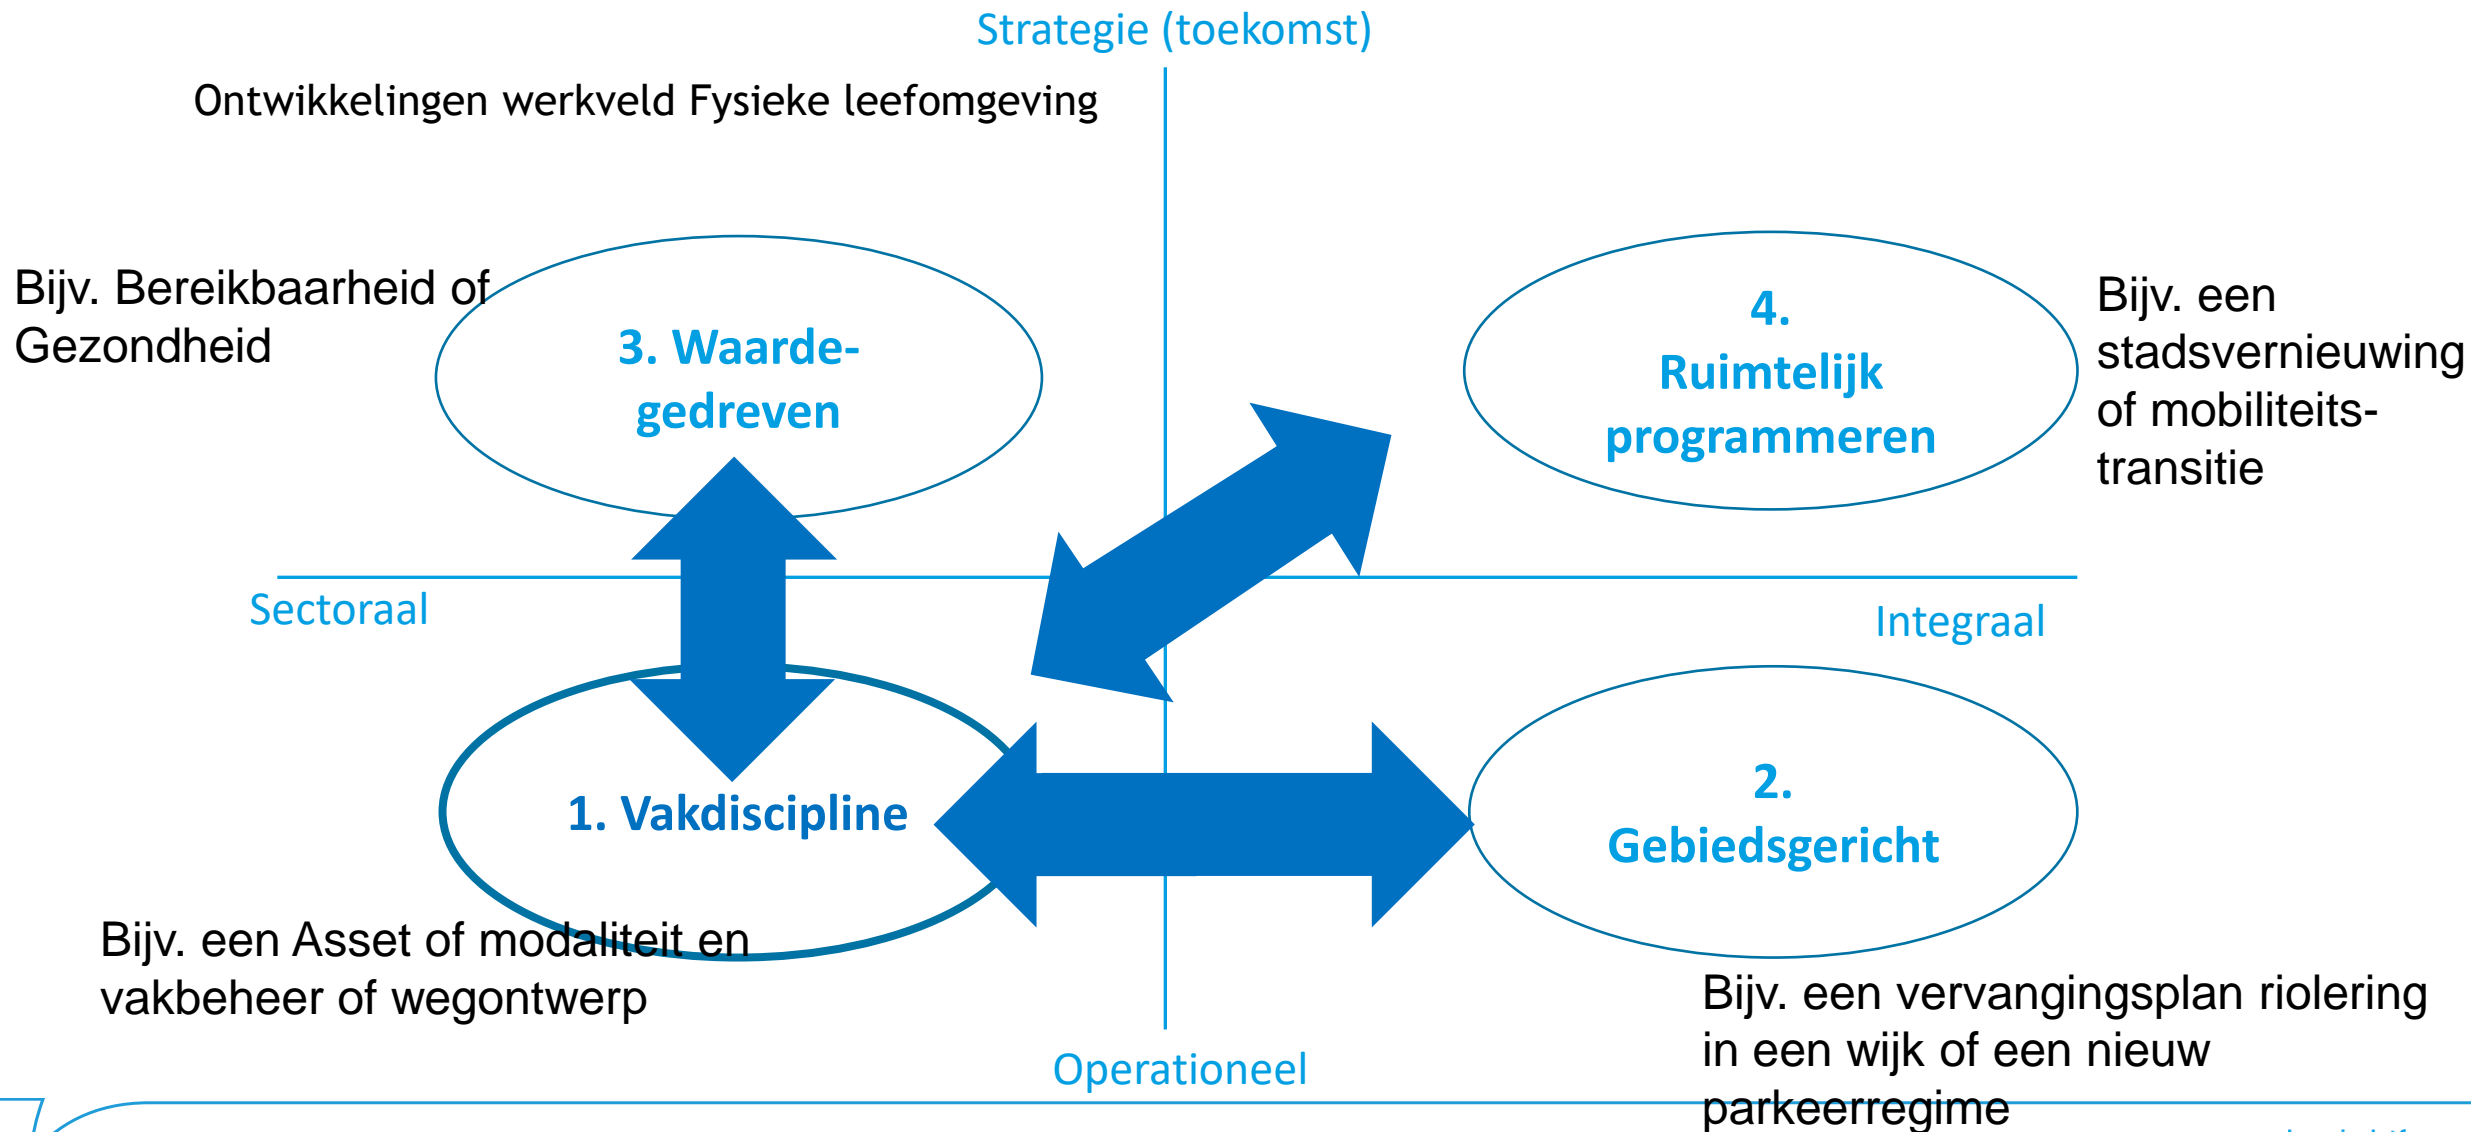 Strategie (toekomst)
Ontwikkelingen werkveld Fysieke leefomgeving
Bijv. Bereikbaarheid of
Gezondheid
3. Waarde-
gedreven
4.
Ruimtelijk
programmeren
Bijv. een
stadsvernieuwing
of mobiliteits-
transitie
Sectoraal
Integraal
1. Vakdiscipline
2.
Gebiedsgericht
Bijv. een Asset of modaliteit en
vakbeheer of wegontwerp
Bijv. een vervangingsplan riolering
in een wijk of een nieuw
parkeerregime
Operationeel